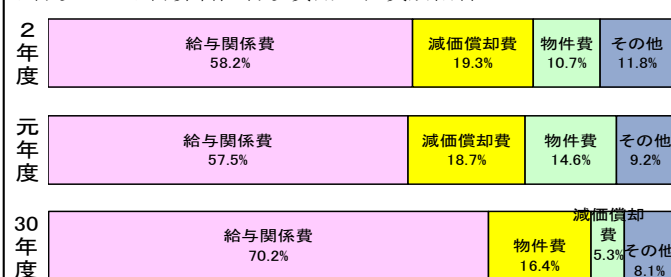 2年度
給与関係費
58.2%
減価償却費
19.3%
物件費
10.7%
その他
11.8%
元年度
給与関係費
57.5%
減価償却費
18.7%
物件費
14.6%
その他
9.2%
30年度
給与関係費
70.2%
物件費
16.4%
減価償却費
5.3%
その他
8.1%